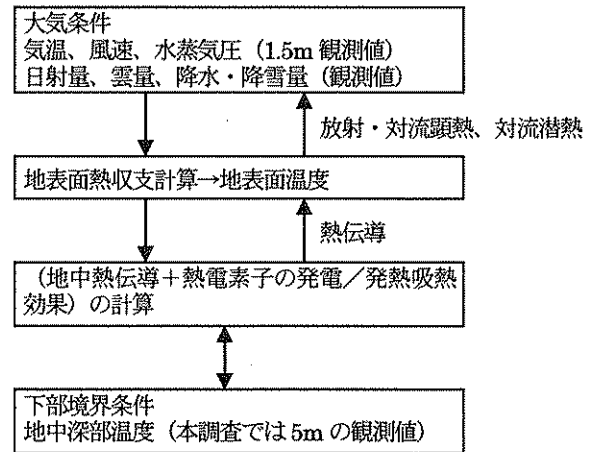 大気条件
気温、風速、水蒸気圧（1.5m 観測値）
日射量、雲量、降水・降雪量（観測値）
放射・対流顕熱、対流潜熱
地表面熱収支計算→地表面温度
熱伝導
（地中熱伝導＋熱電素子の発電／発熱吸熱
効果）の計算
下部境界条件
地中深部温度（本調査では 5m の観測値）